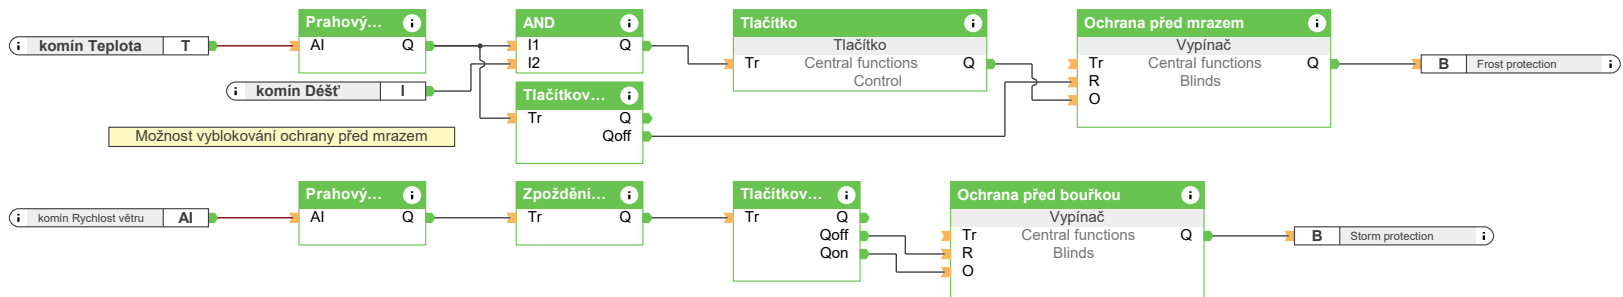 Prahový...
AND
Tlačítko
Ochrana před mrazem
komín Teplota T
AI Q
I1 Q
I2
Tlačítko
Tr Central functions Q
Control
Vypínač
Tr Central functions Q
R Blinds
O
B Frost protection
komín Déšť I
Tlačítkov...
Tr Q
Qoff
Možnost vyblokování ochrany před mrazem
Prahový...
Zpoždění...
Tlačítkov...
Ochrana před bouřkou
komín Rychlost větru AI
AI Q
Tr Q
Tr Q
Qoff
Qon
Vypínač
Tr Central functions Q
R Blinds
O
B Storm protection